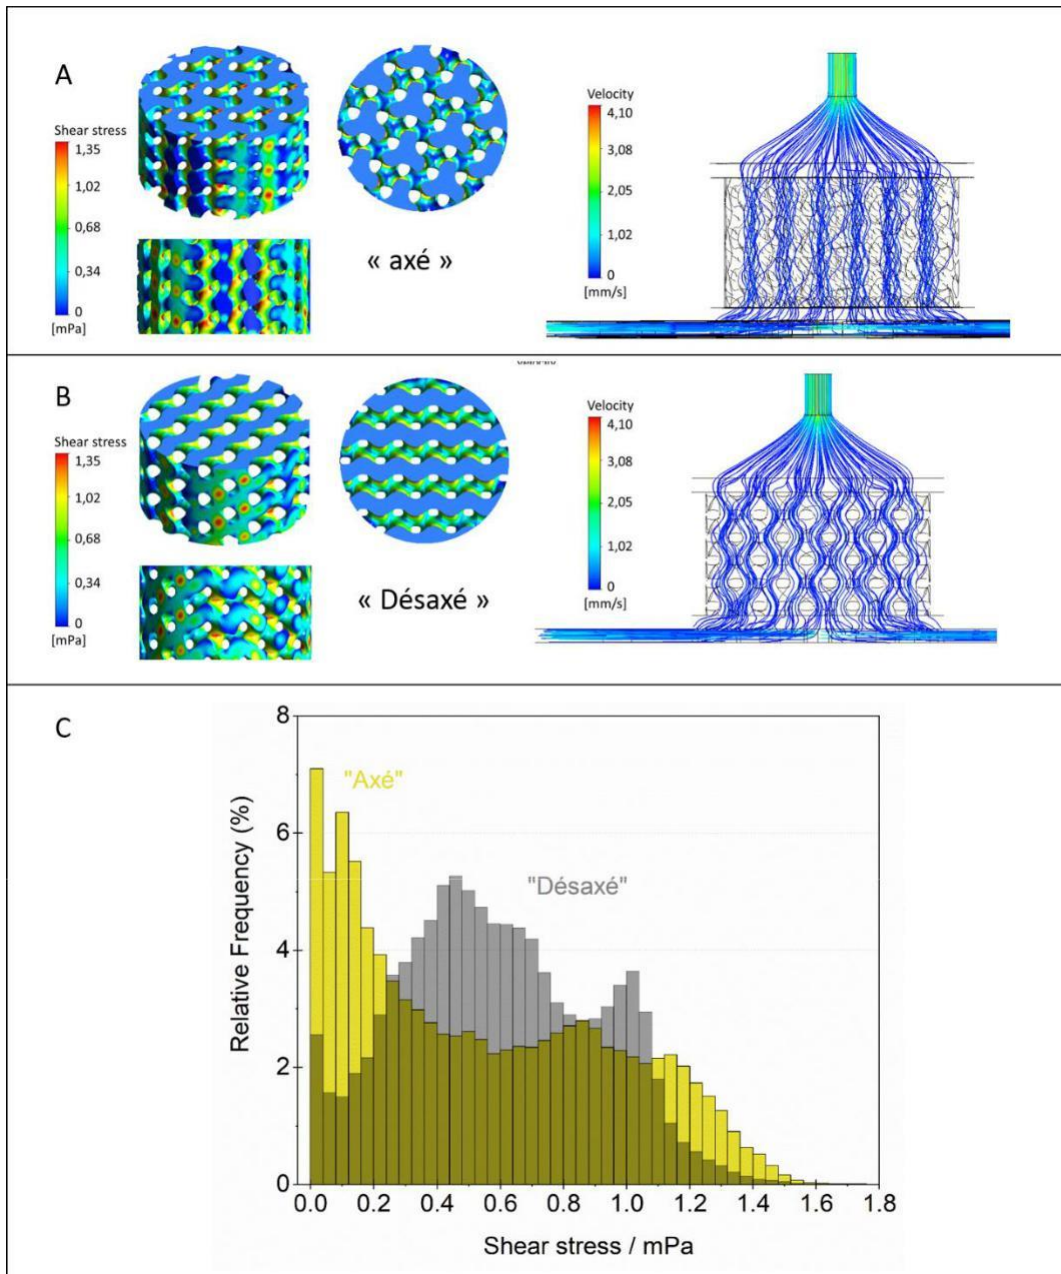 A
Shear stress
1,35
1,02
0,68
0,34
0
[mPa]
« axé »
Velocity
4,10
3,08
2,05
1,02
0
[mm/s]
B
Shear stress
1,35
1,02
0,68
0,34
0
[mPa]
« Désaxé »
Velocity
4,10
3,08
2,05
1,02
0
[mm/s]
C
8
6
4
2
0
Relative Frequency (%)
"Axé"
"Désaxé"
0.0 0.2 0.4 0.6 0.8 1.0 1.2 1.4 1.6 1.8
Shear stress / mPa